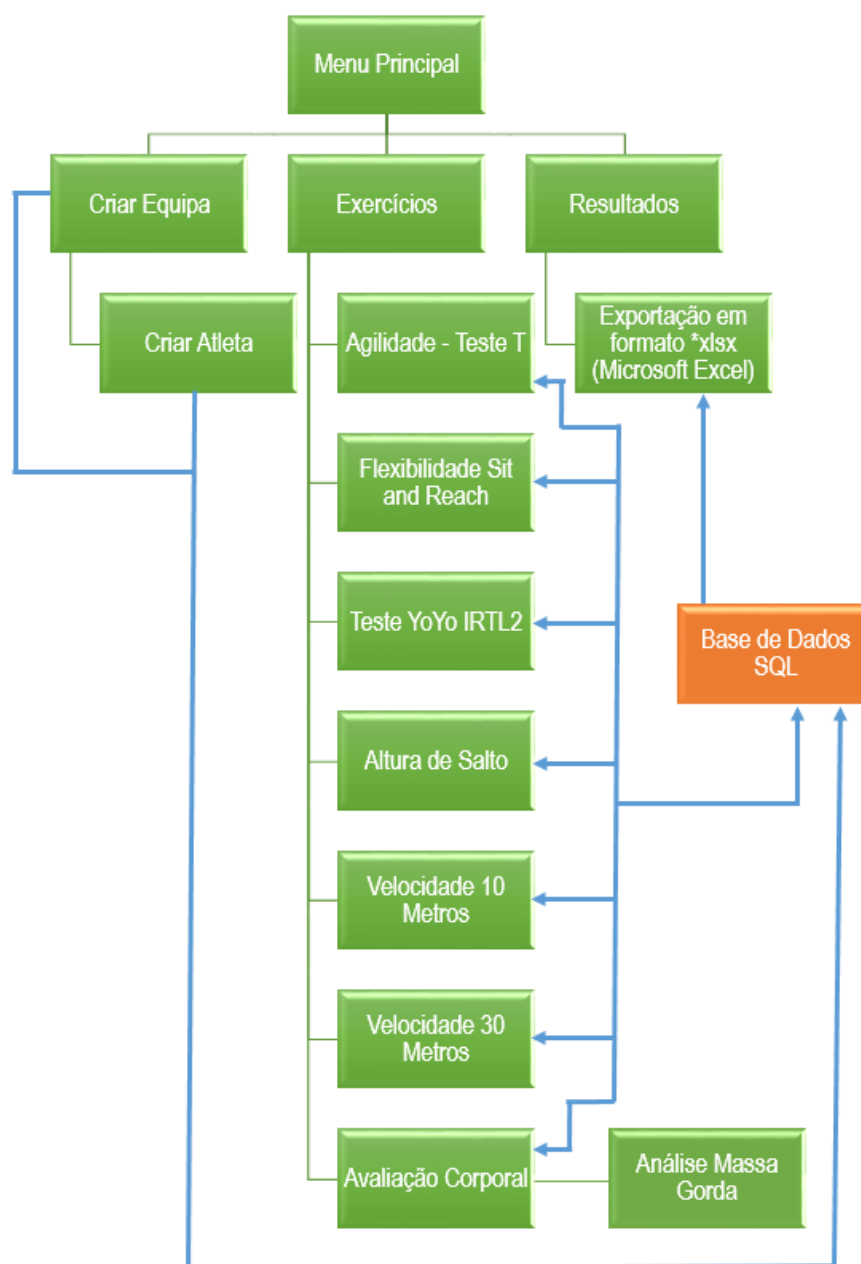 Menu Principal
Criar Equipa
Exercícios
Resultados
Criar Atleta
Agilidade - Teste T
Exportação em
formato *xlsx
(Microsoft Excel)
Flexibilidade Sit
and Reach
Teste YoYo IRTL2
Base de Dados
SQL
Altura de Salto
Velocidade 10
Metros
Velocidade 30
Metros
Avaliação Corporal
Análise Massa
Gorda